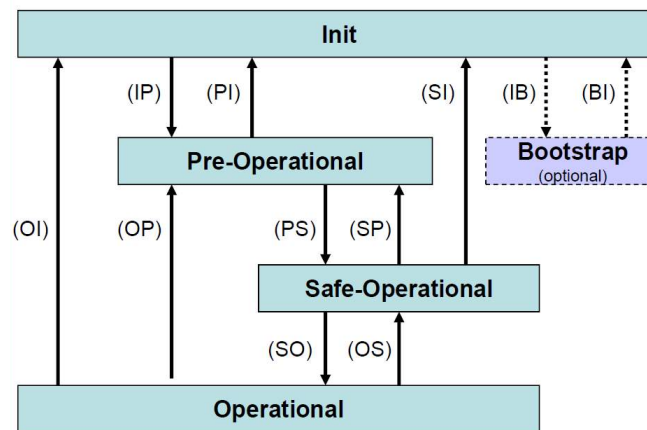 Init
(IP)
(PI)
(SI)
(IB)
(BI)
Pre-Operational
Bootstrap
(optional)
(OI)
(OP)
(PS)
(SP)
Safe-Operational
(SO)
(OS)
Operational